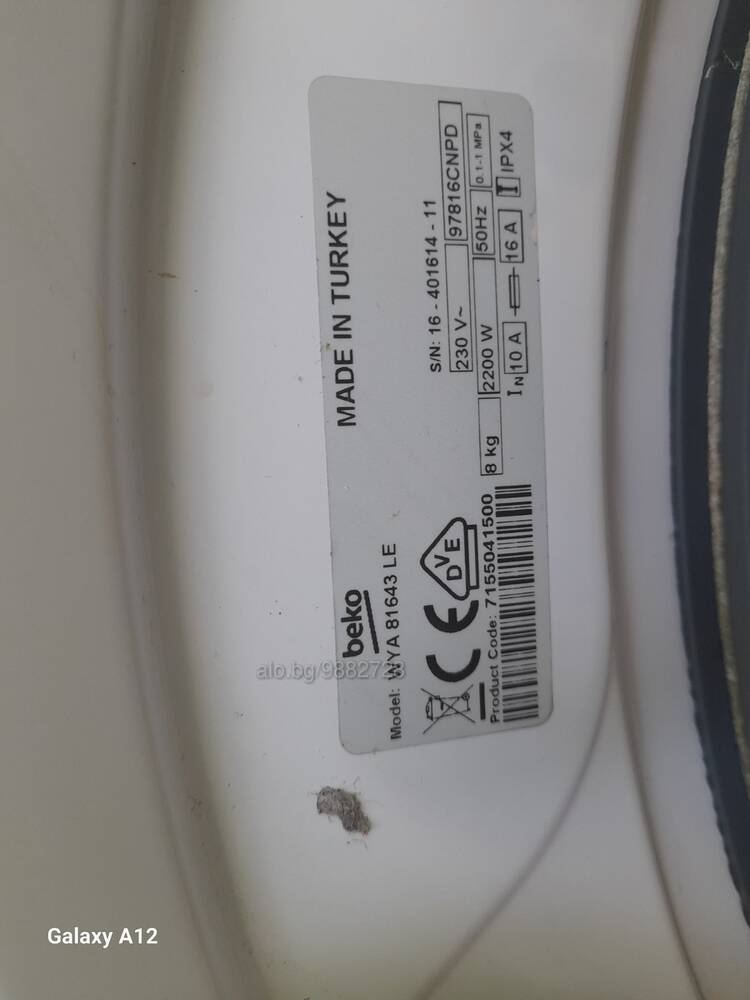 MADE IN TURKEY
beko
Model: WYA 81643 LE
S/N: 16 - 401614 - 11
230 V~ 97816CNPD
8 kg 2200 W 50Hz 0.1-1 MPa
IN 10 A 16 A IPX4
CE
DVE
Product Code: 7155041500
alo.bg/9882723
Galaxy A12